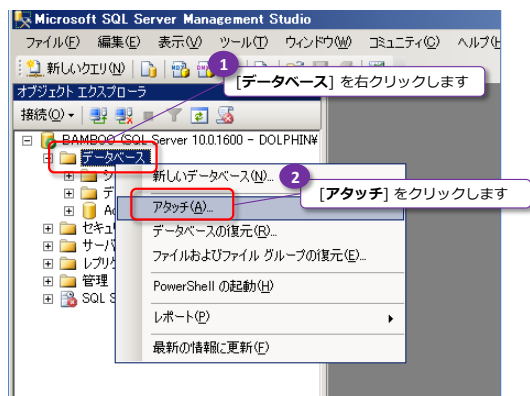 Microsoft SQL Server Management Studio
ファイル(F) 編集(E) 表示(V) ツール(T) ウィンドウ(W) コミュニティ(C) ヘルプ(H
新しいクエリ(N)
1
[データベース] を右クリックします
オブジェクト エクスプローラ
接続(O)
BAMBOO (SQL Server 10.0.1600 - DOLPHIN¥
データベース
新しいデータベース(N)...
2
[アタッチ] をクリックします
アタッチ(A)...
データベースの復元(R)...
ファイルおよびファイル グループの復元(E)...
PowerShell の起動(H)
レポート(P)
最新の情報に更新(F)
シ
デ
Ad
セキュ
サーバ
レプリケ
管理
SQL S